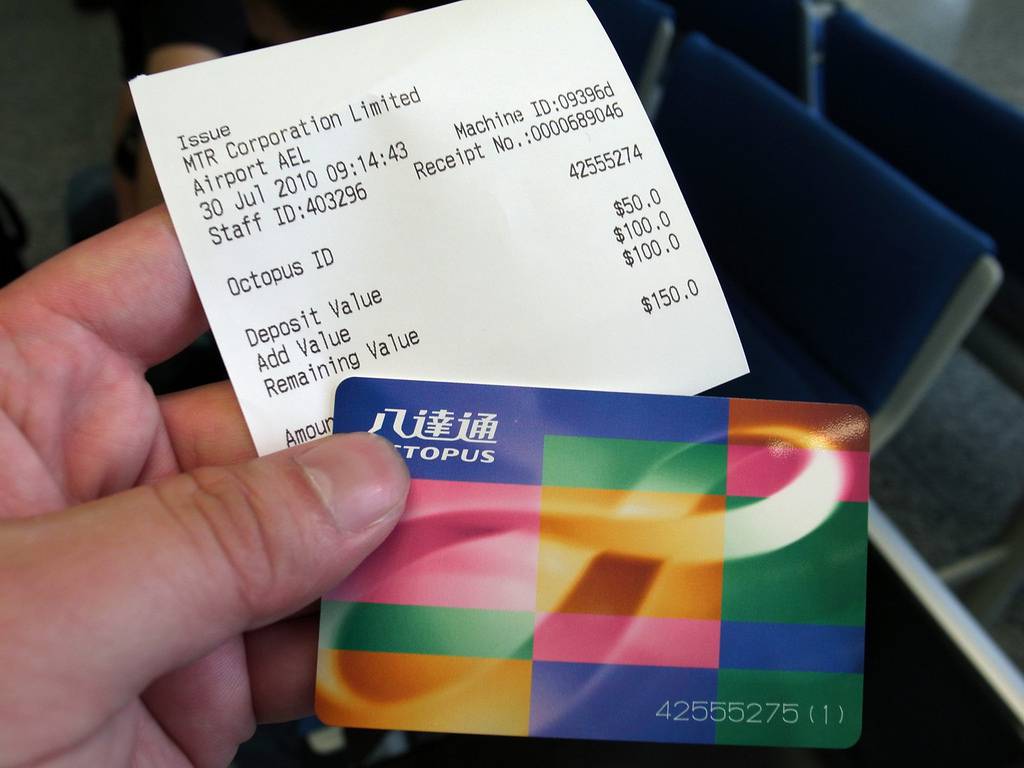 Issue
MTR Corporation Limited
Airport AEL Machine ID:09396d
30 Jul 2010 09:14:43 Receipt No.:0000689046
Staff ID:403296
Octopus ID 42555274
Deposit Value $50.0
Add Value $100.0
Remaining Value $100.0
$150.0
八達通
OCTOPUS
42555275 (1)